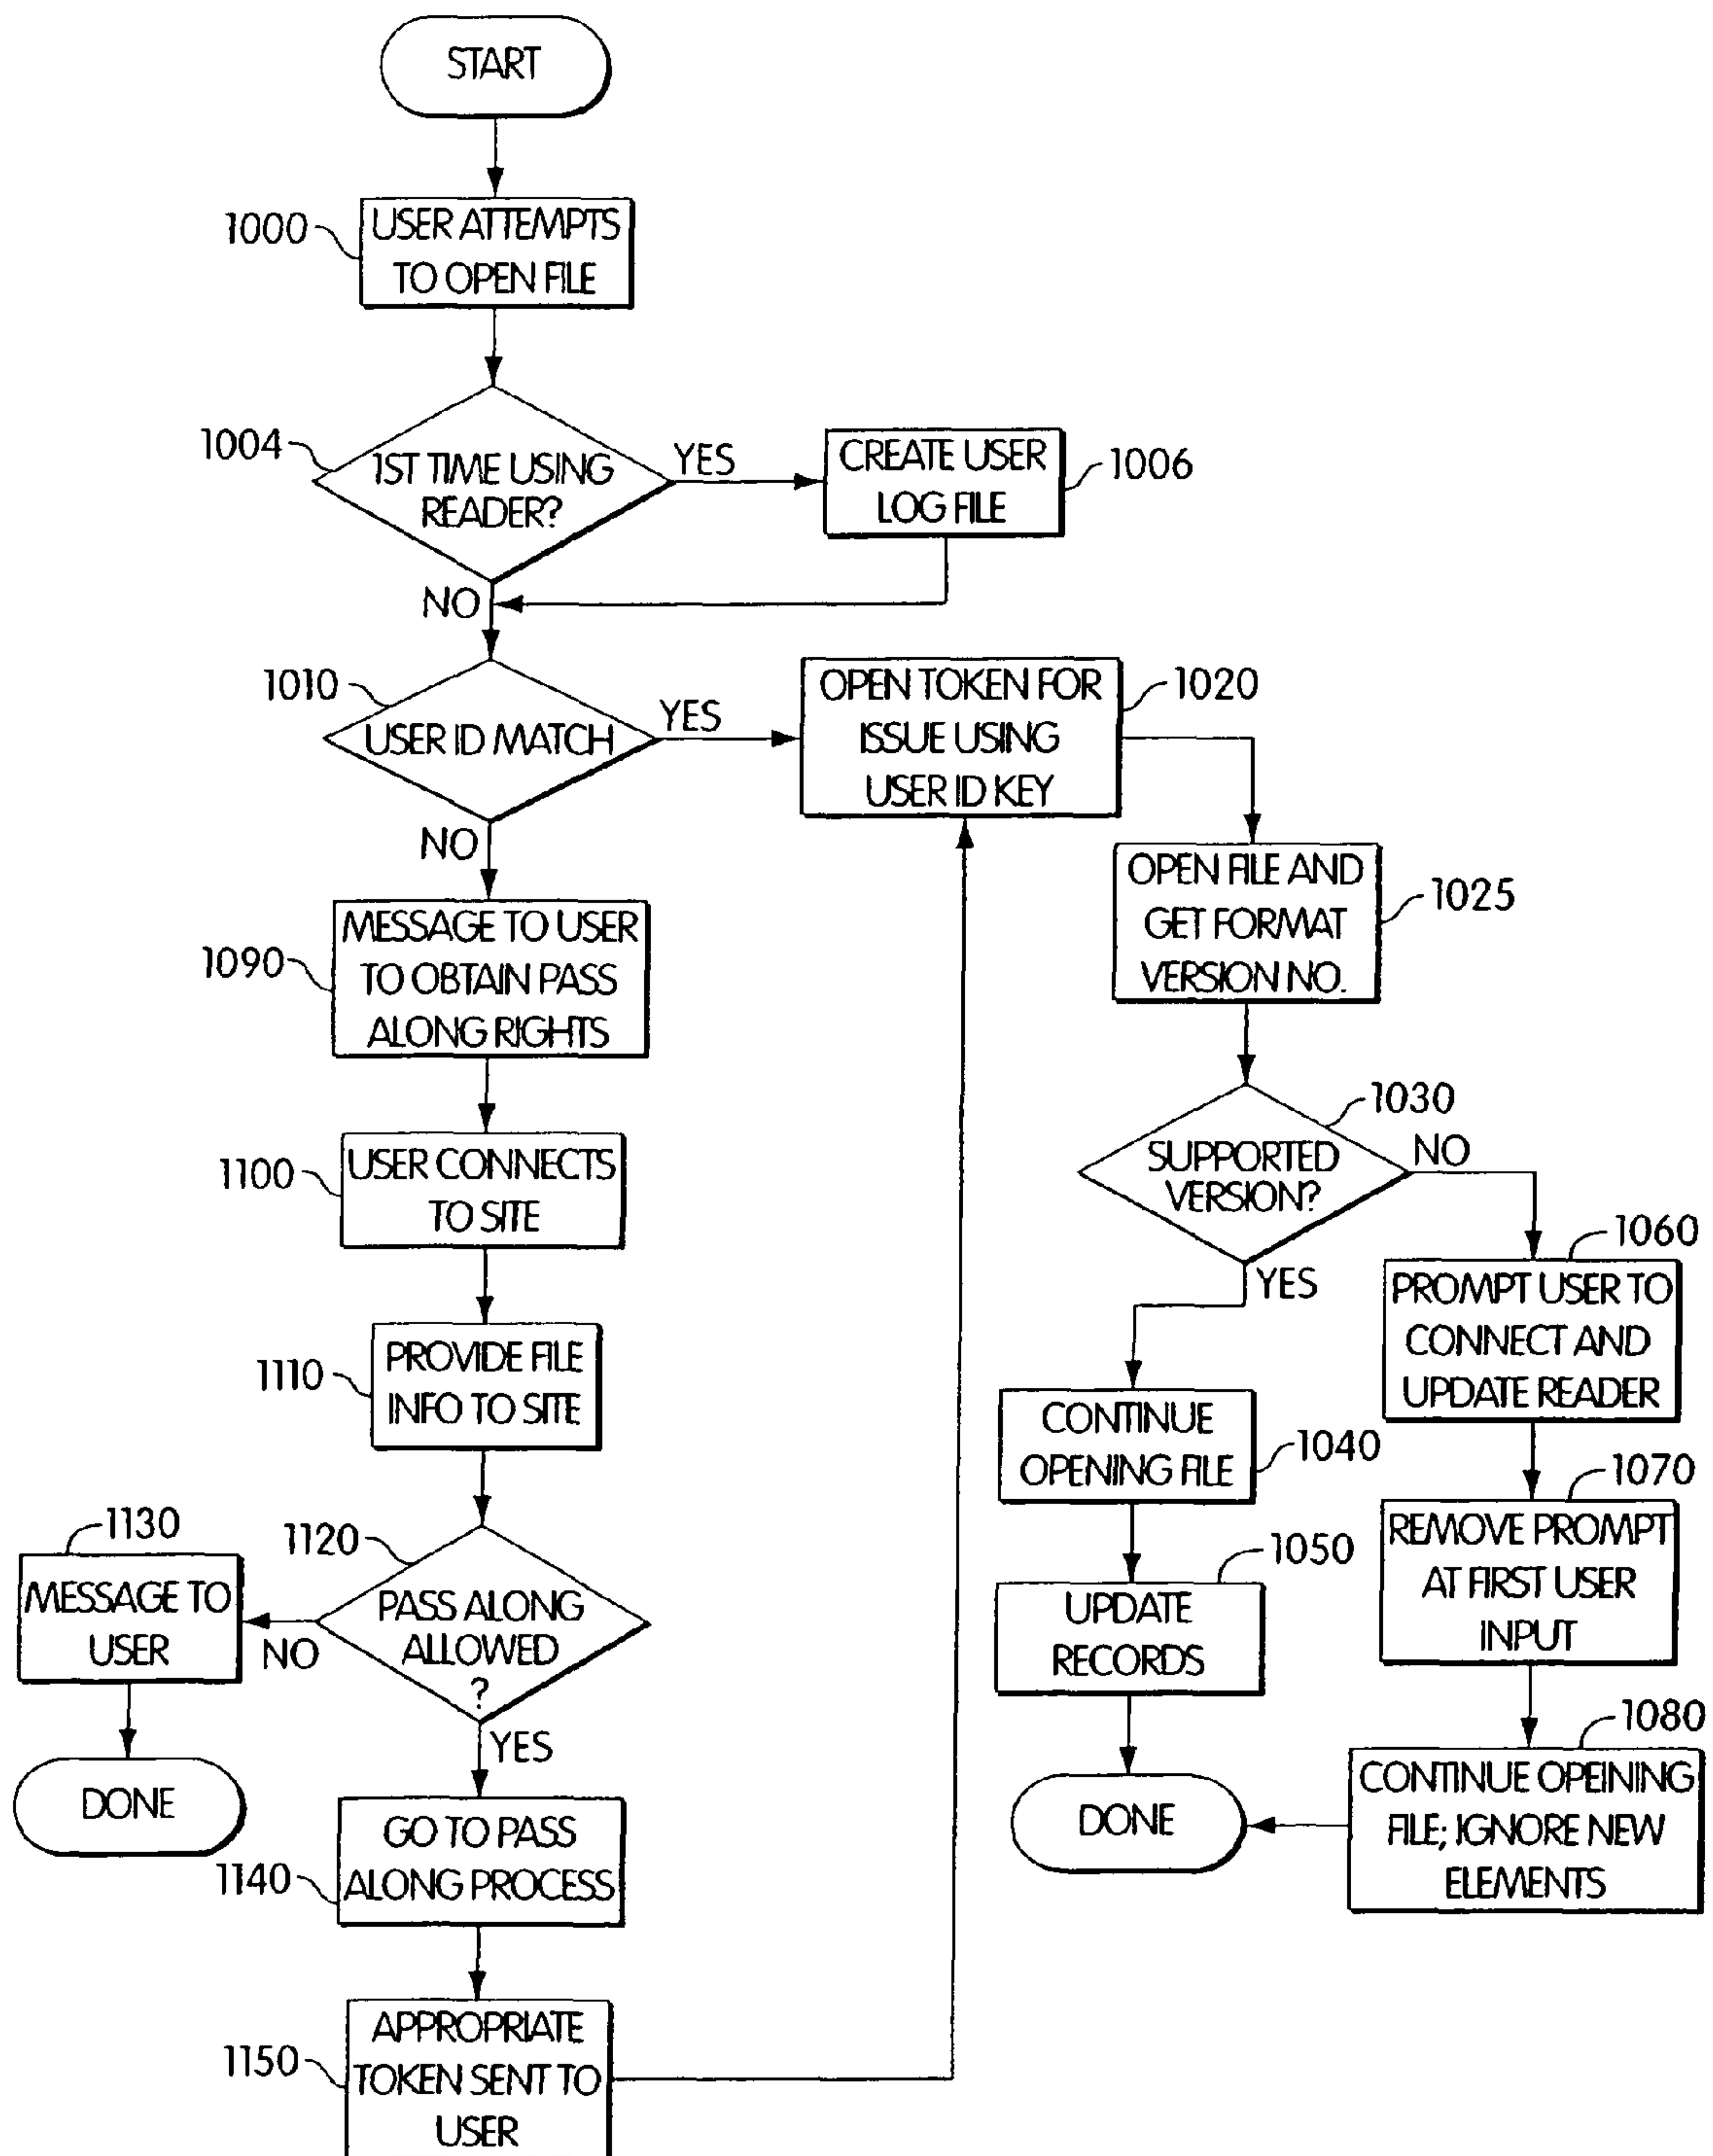 START
1000
USER ATTEMPTS
TO OPEN FILE
1004
1ST TIME USING
READER?
YES
CREATE USER
LOG FILE
1006
NO
1010
USER ID MATCH
YES
OPEN TOKEN FOR
ISSUE USING
USER ID KEY
1020
NO
OPEN FILE AND
GET FORMAT
VERSION NO.
1025
1090
MESSAGE TO USER
TO OBTAIN PASS
ALONG RIGHTS
1030
SUPPORTED
VERSION?
NO
YES
1100
USER CONNECTS
TO SITE
1060
PROMPT USER TO
CONNECT AND
UPDATE READER
1110
PROVIDE FILE
INFO TO SITE
CONTINUE
OPENING FILE
1040
1070
REMOVE PROMPT
AT FIRST USER
INPUT
1120
PASS ALONG
ALLOWED
?
NO
YES
1130
MESSAGE TO
USER
DONE
1050
UPDATE
RECORDS
DONE
1080
CONTINUE OPEINING
FILE; IGNORE NEW
ELEMENTS
1140
GO TO PASS
ALONG PROCESS
1150
APPROPRIATE
TOKEN SENT TO
USER